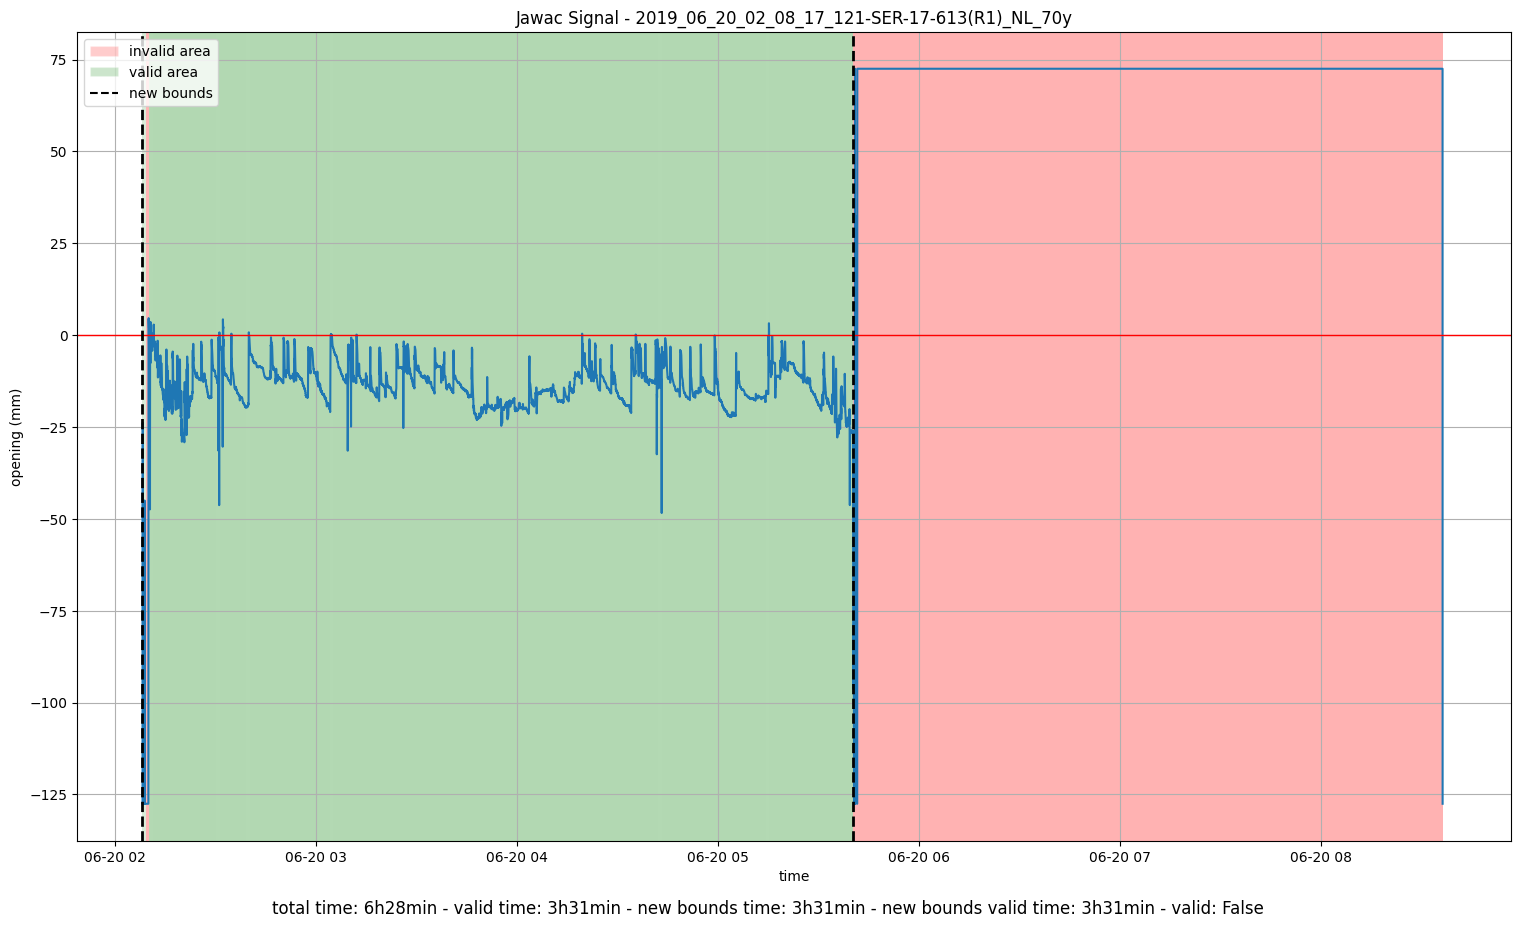 Jawac Signal - 2019_06_20_02_08_17_121-SER-17-613(R1)_NL_70y
invalid area
valid area
new bounds
75
50
25
0
−25
−50
−75
−100
−125
opening (mm)
06-20 02 06-20 03 06-20 04 06-20 05 06-20 06 06-20 07 06-20 08
time
total time: 6h28min - valid time: 3h31min - new bounds time: 3h31min - new bounds valid time: 3h31min - valid: False